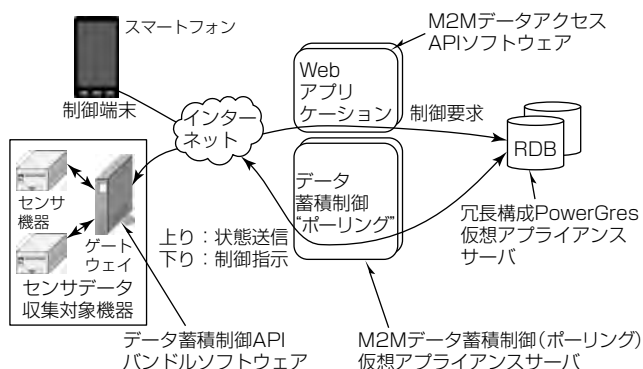 スマートフォン
制御端末
M2Mデータアクセス
APIソフトウェア
Web
アプリ
ケーション
制御要求
インター
ネット
RDB
データ
蓄積制御
“ポーリング”
センサ
機器
ゲート
ウェイ
センサデータ
収集対象機器
上り：状態送信
下り：制御指示
冗長構成PowerGres
仮想アプライアンス
サーバ
データ蓄積制御API
バンドルソフトウェア
M2Mデータ蓄積制御（ポーリング）
仮想アプライアンスサーバ